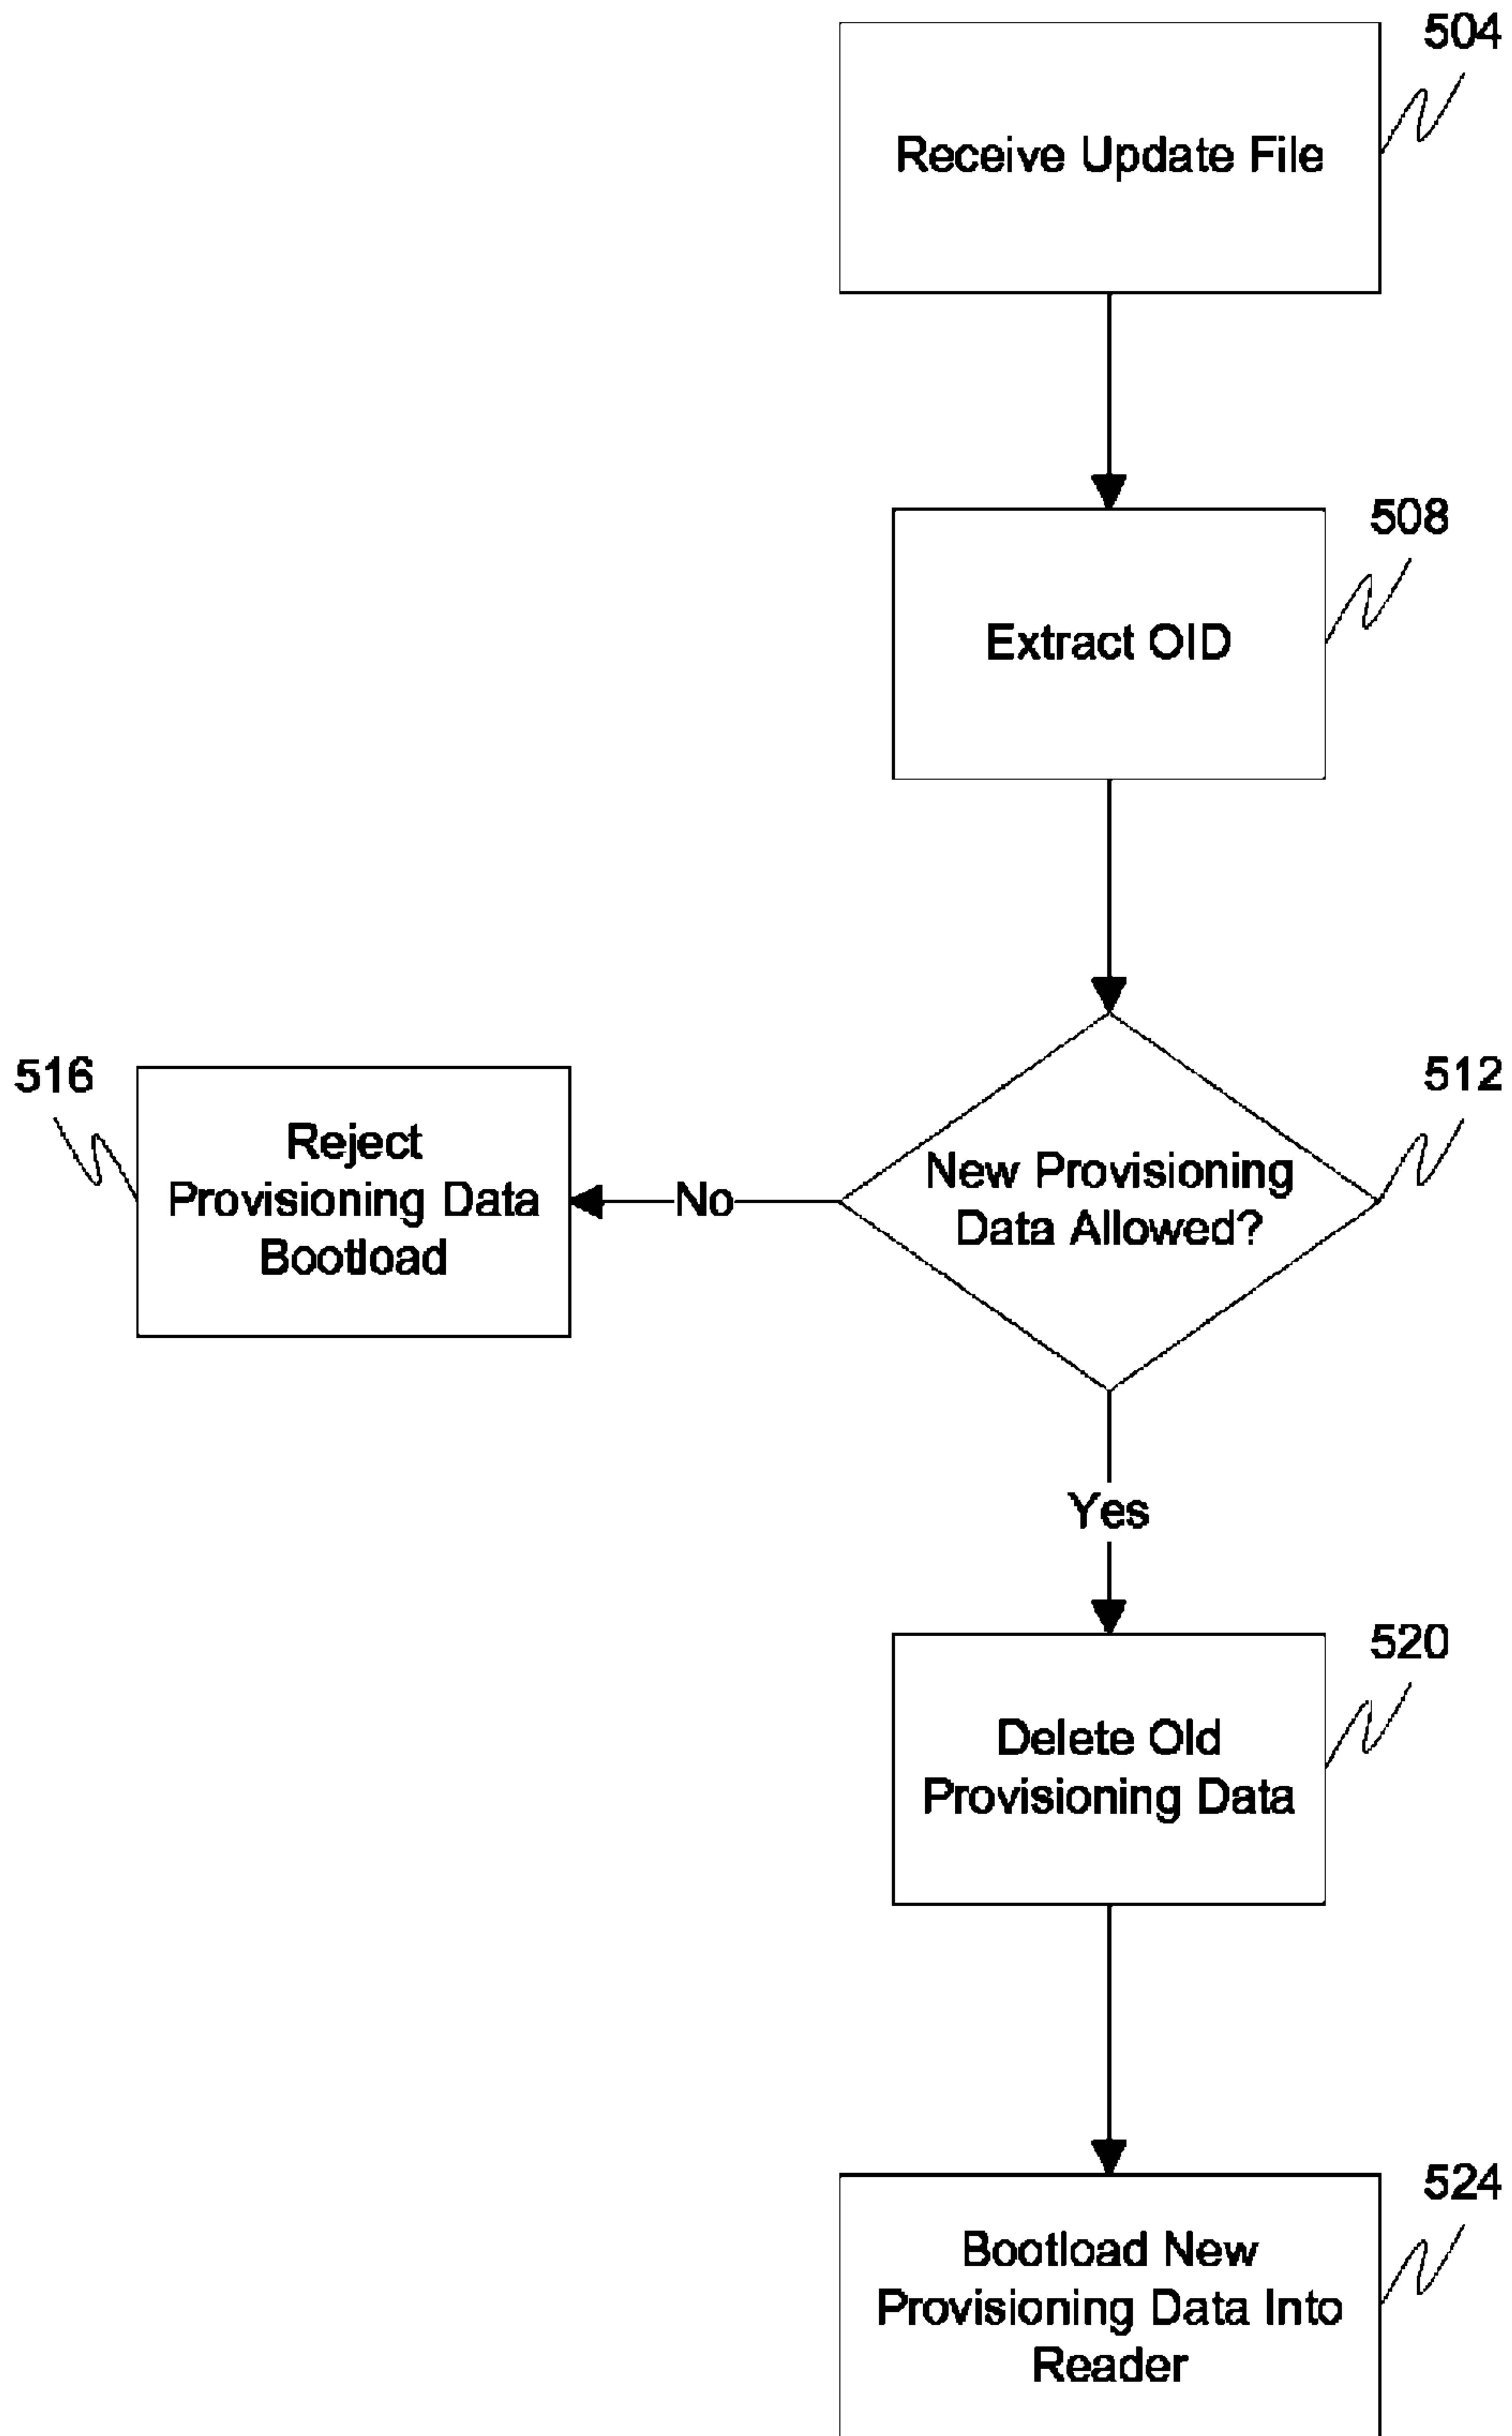 504
Receive Update File
508
Extract OID
516
512
Reject
Provisioning Data
Bootload
No
New Provisioning
Data Allowed?
Yes
520
Delete Old
Provisioning Data
524
Bootload New
Provisioning Data Into
Reader